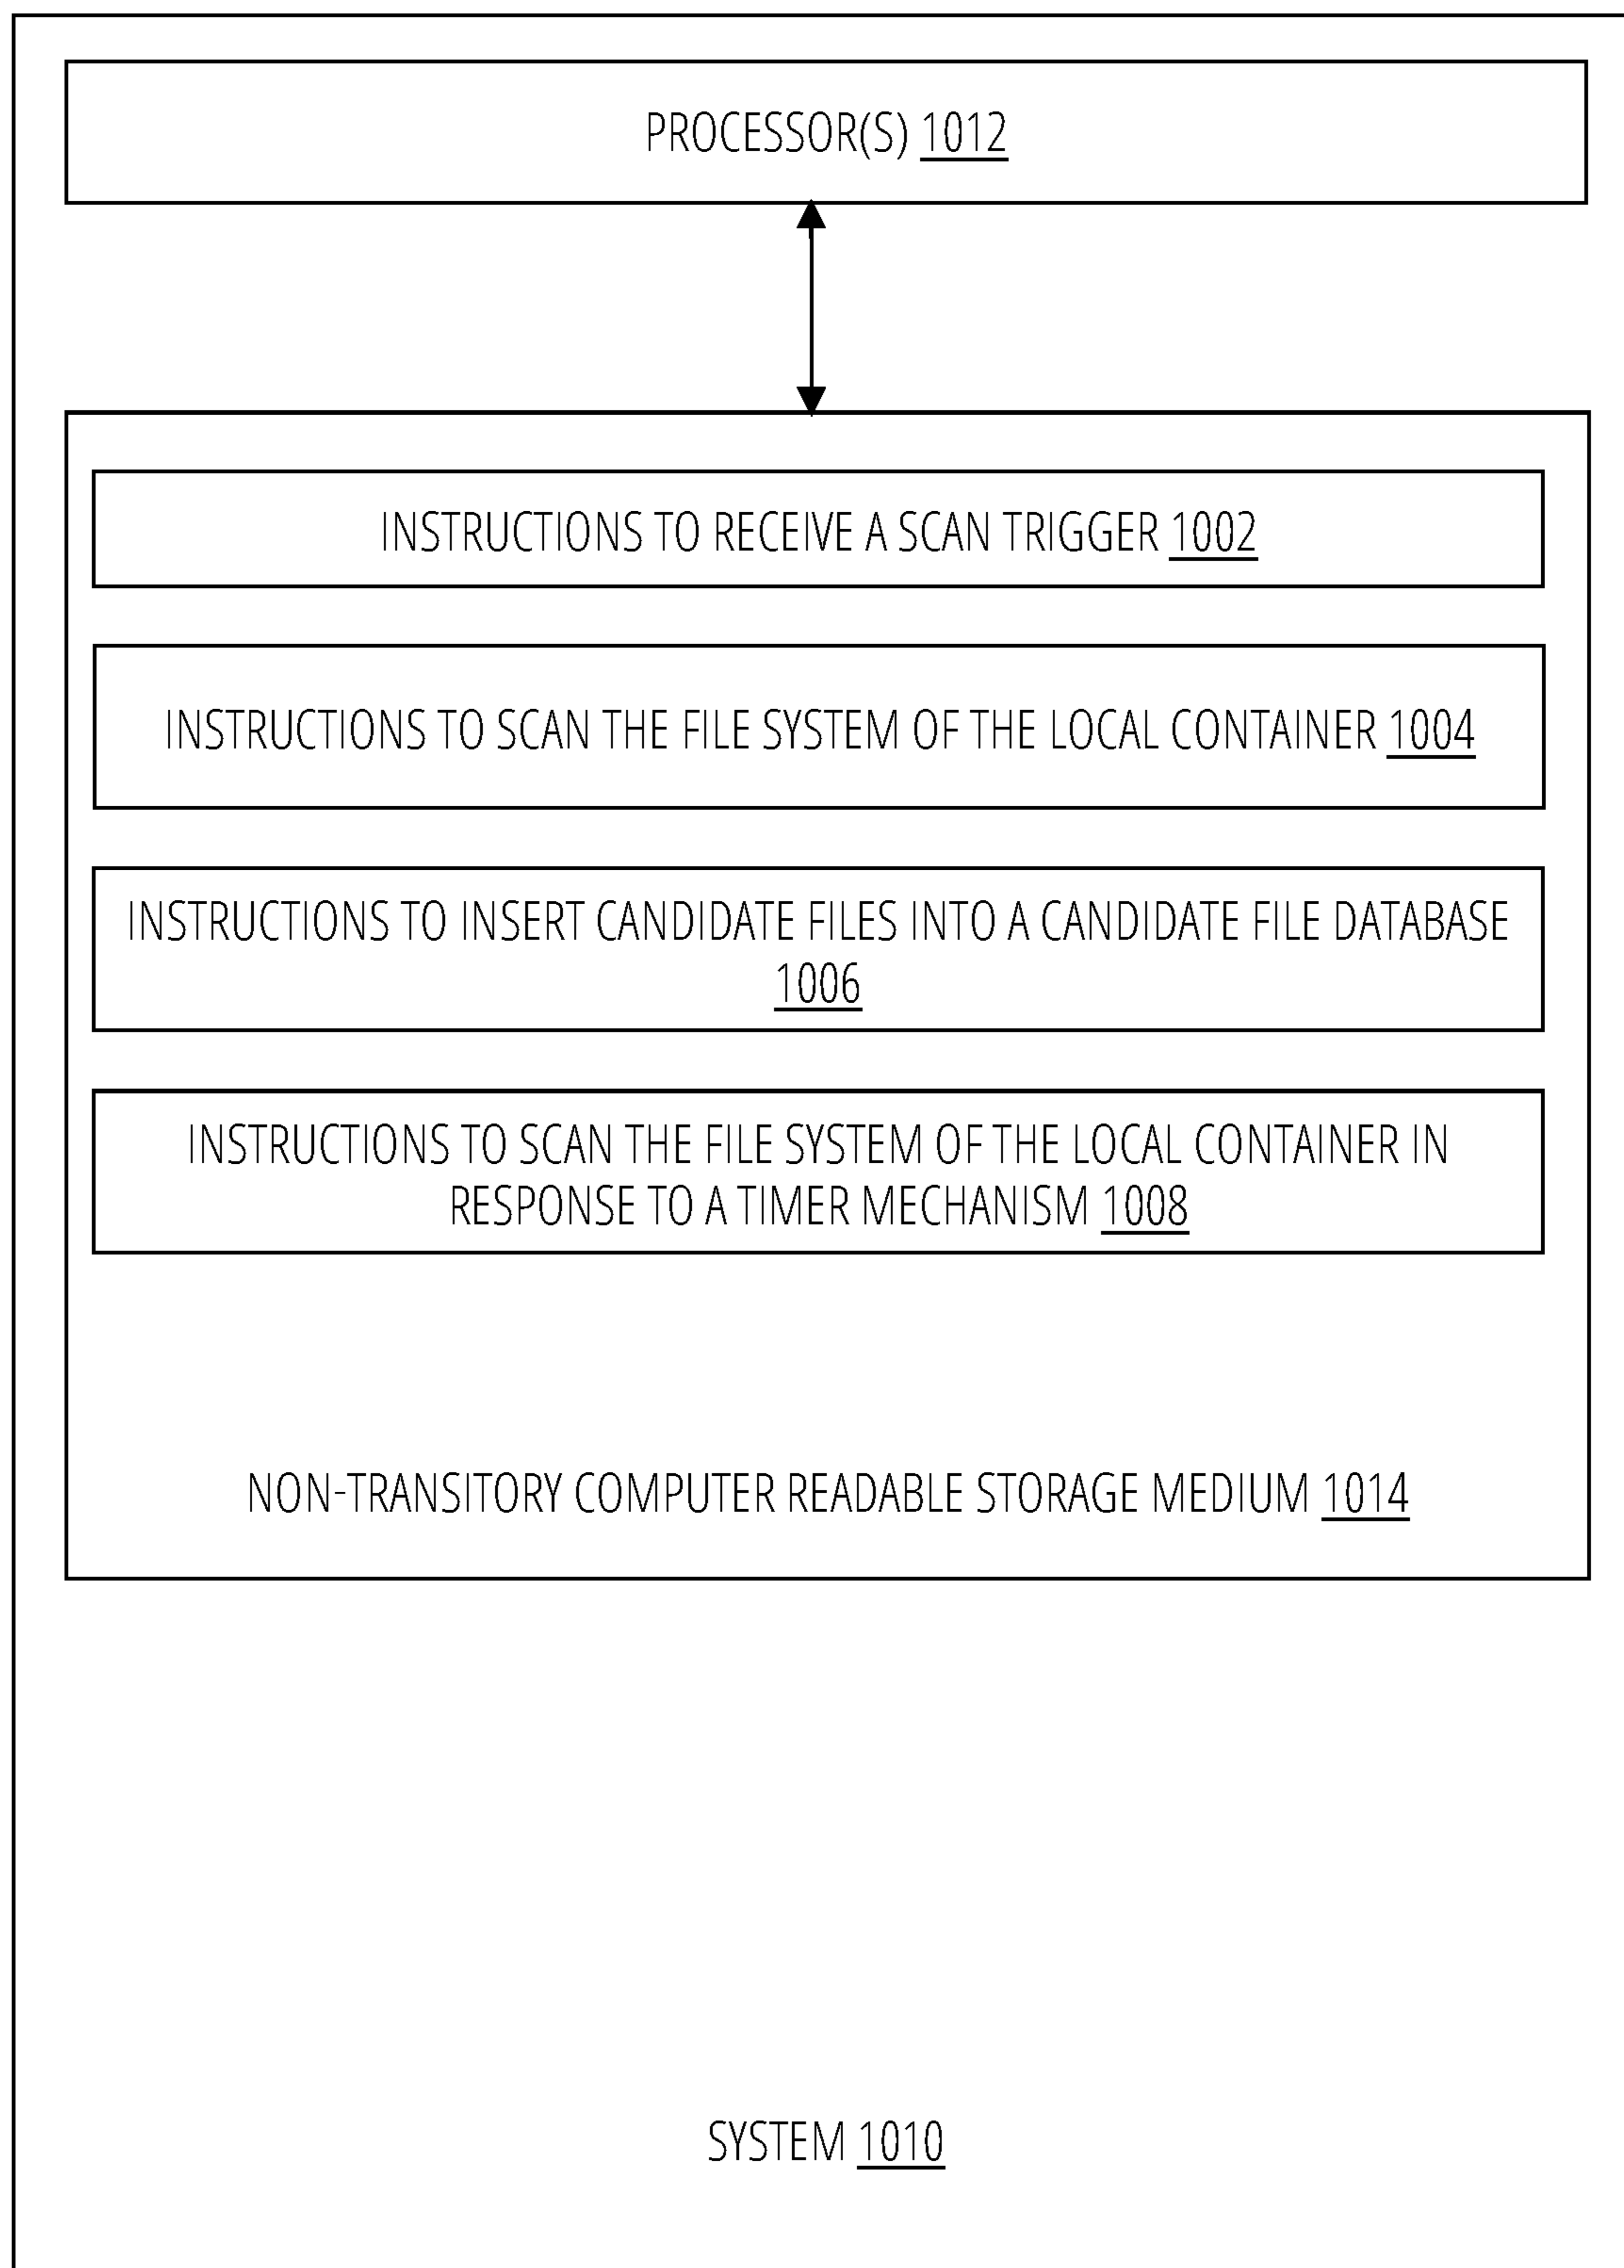 PROCESSOR(S) 1012
INSTRUCTIONS TO RECEIVE A SCAN TRIGGER 1002
INSTRUCTIONS TO SCAN THE FILE SYSTEM OF THE LOCAL CONTAINER 1004
INSTRUCTIONS TO INSERT CANDIDATE FILES INTO A CANDIDATE FILE DATABASE
1006
INSTRUCTIONS TO SCAN THE FILE SYSTEM OF THE LOCAL CONTAINER IN
RESPONSE TO A TIMER MECHANISM 1008
NON-TRANSITORY COMPUTER READABLE STORAGE MEDIUM 1014
SYSTEM 1010